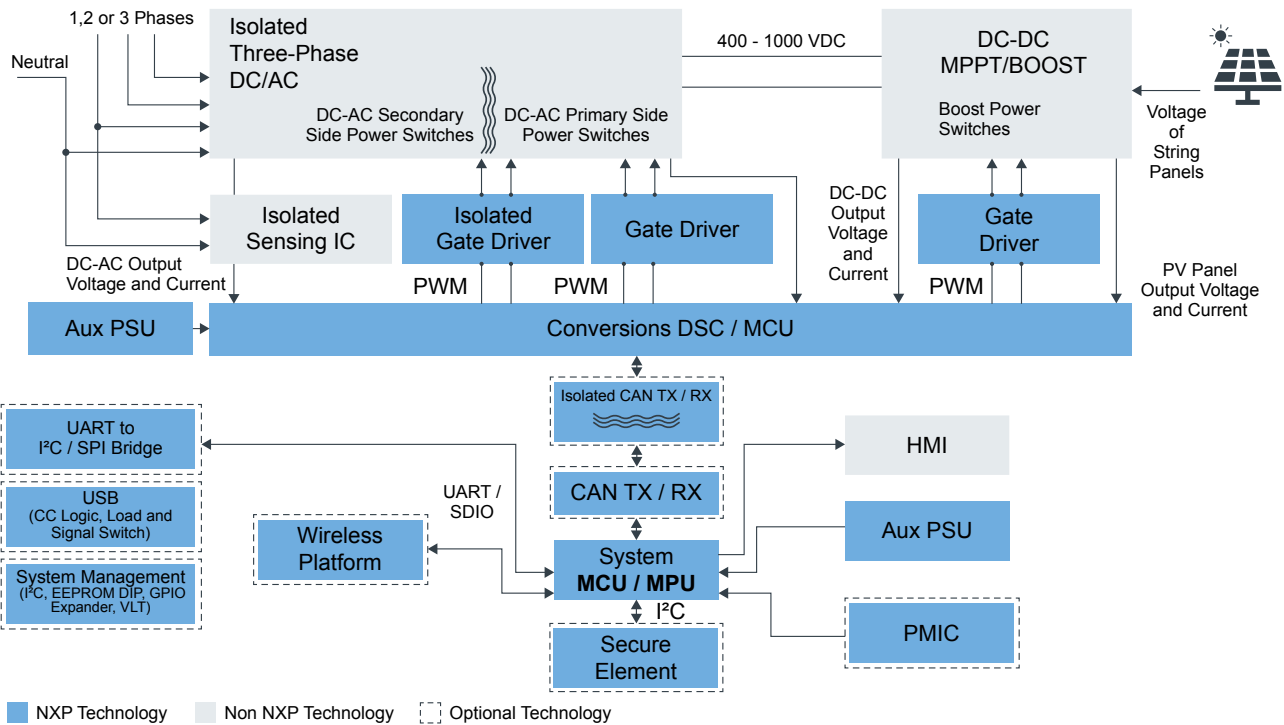 1,2 or 3 Phases
Neutral
Isolated
Three-Phase
DC/AC
DC-AC Secondary
Side Power Switches
DC-AC Primary Side
Power Switches
400 - 1000 VDC
DC-DC
MPPT/BOOST
Boost Power
Switches
Voltage
of
String
Panels
Isolated
Sensing IC
Isolated
Gate Driver
Gate Driver
DC-DC
Output
Voltage
and
Current
Gate
Driver
DC-AC Output
Voltage and Current
PWM
PWM
PWM
PV Panel
Output Voltage
and Current
Aux PSU
Conversions DSC / MCU
Isolated CAN TX / RX
UART to
I²C / SPI Bridge
HMI
CAN TX / RX
USB
(CC Logic, Load and
Signal Switch)
UART /
SDIO
Wireless
Platform
Aux PSU
System
MCU / MPU
System Management
(I²C, EEPROM DIP, GPIO
Expander, VLT)
I²C
PMIC
Secure
Element
NXP Technology
Non NXP Technology
Optional Technology